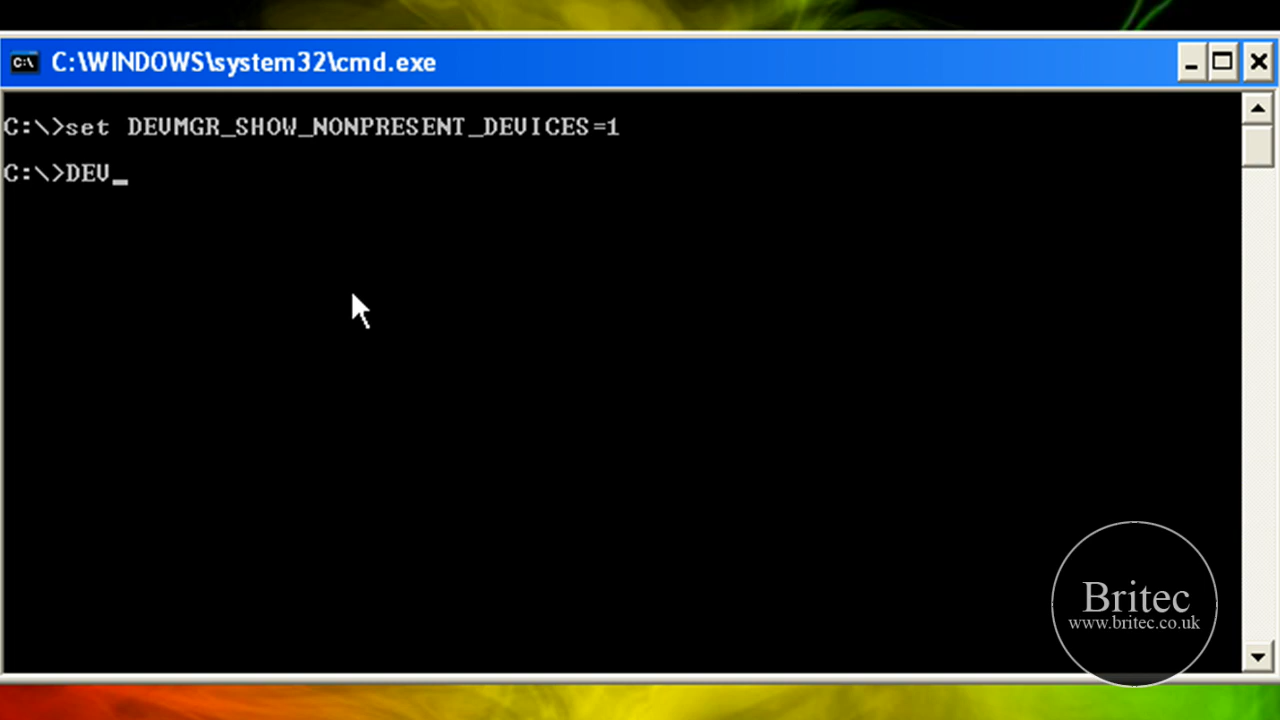 C:\WINDOWS\system32\cmd.exe
C:\>set DEVMGR_SHOW_NONPRESENT_DEVICES=1
C:\>DEV_
Britec
www.britec.co.uk